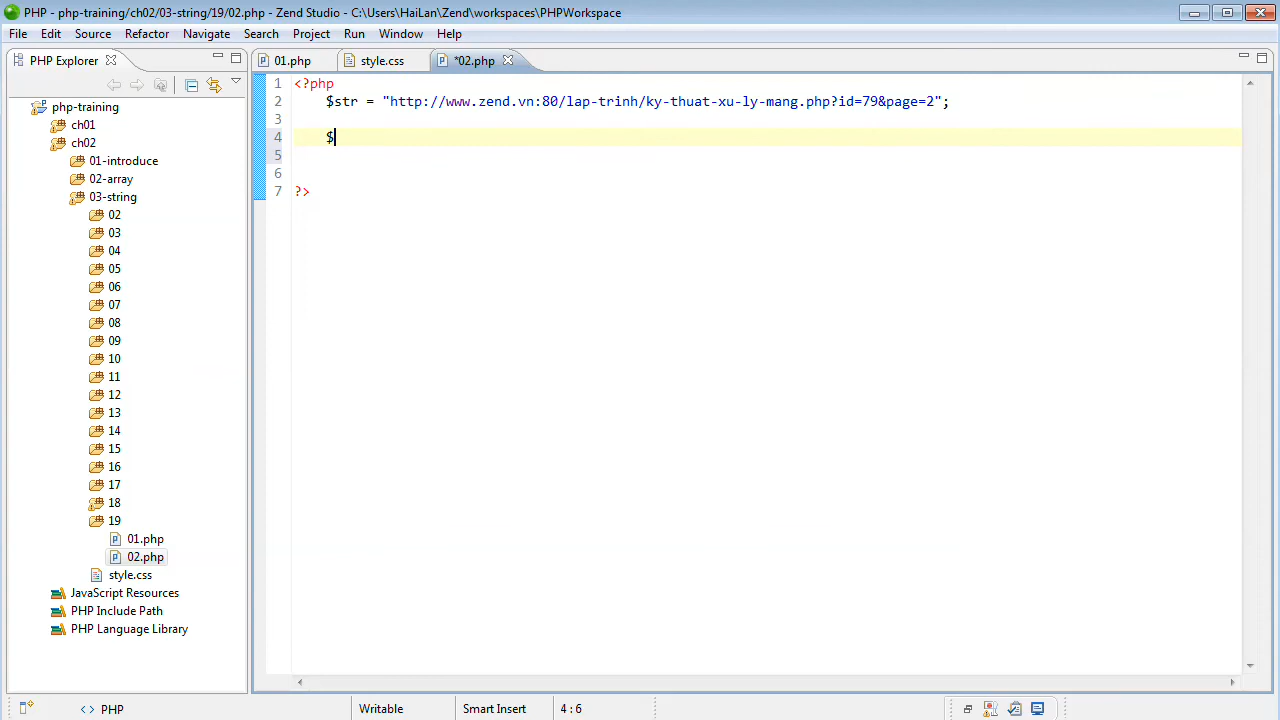 PHP - php-training/ch02/03-string/19/02.php - Zend Studio - C:\Users\HaiLan\Zend\workspaces\PHPWorkspace
File Edit Source Refactor Navigate Search Project Run Window Help
PHP Explorer
php-training
ch01
ch02
01-introduce
02-array
03-string
02
03
04
05
06
07
08
09
10
11
12
13
14
15
16
17
18
19
01.php
02.php
style.css
JavaScript Resources
PHP Include Path
PHP Language Library
01.php style.css *02.php
1 <?php
2 $str = "http://www.zend.vn:80/lap-trinh/ky-thuat-xu-ly-mang.php?id=79&page=2";
3
4 $
5
6
7 ?>
<> PHP Writable Smart Insert 4 : 6